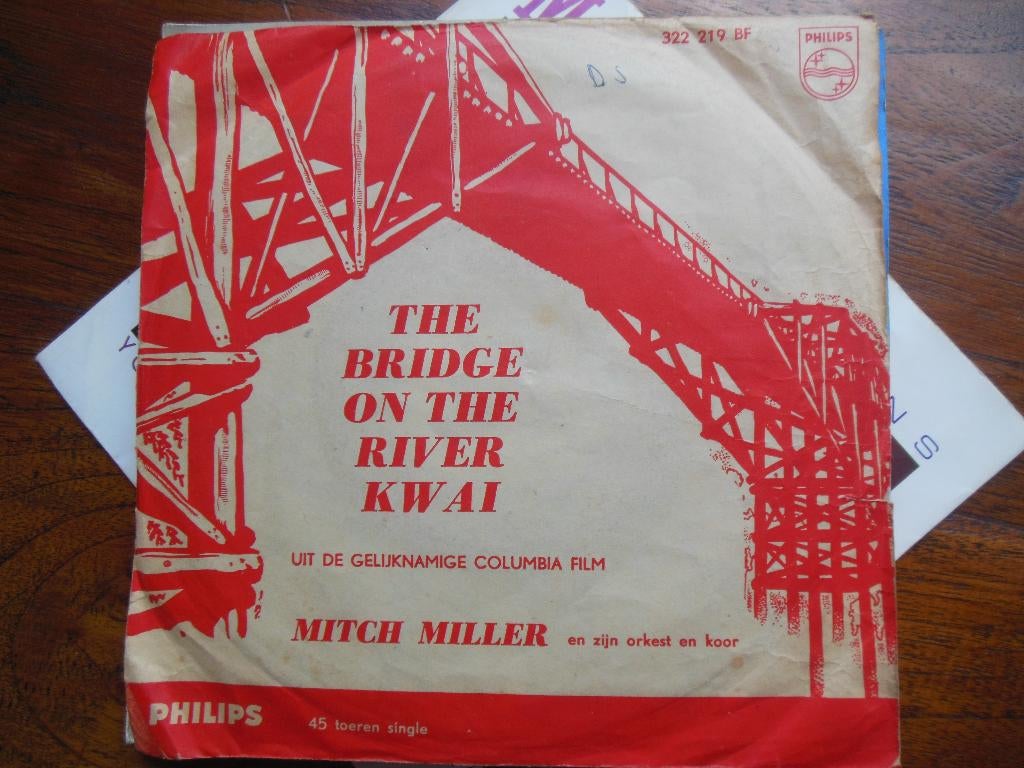 322 219 BF
PHILIPS
DS
THE
BRIDGE
ON THE
RIVER
KWAI
UIT DE GELIJKNAMIGE COLUMBIA FILM
MITCH MILLER en zijn orkest en koor
PHILIPS 45 toeren single